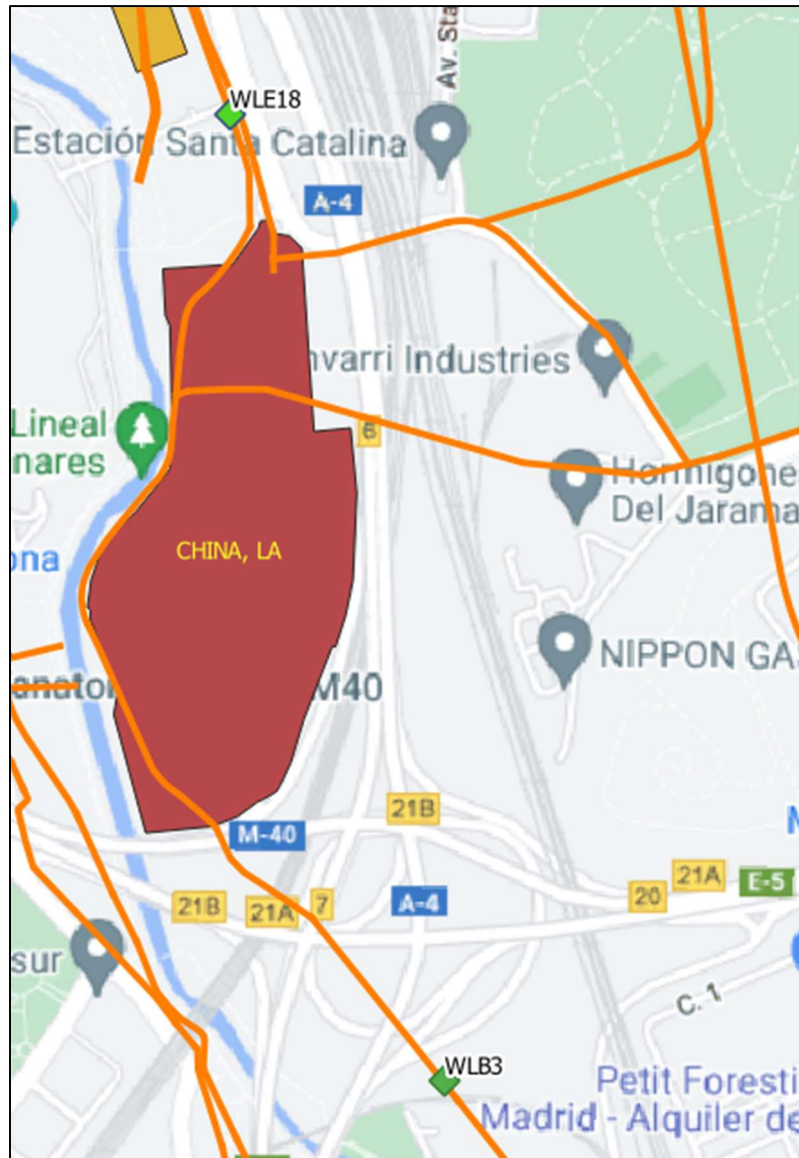 Av. Sta
WLE18
Estación Santa Catalina
A-4
nvarri Industries
6
Lineal
nares
Hormigone
Del Jarama
CHINA, LA
ona
NIPPON GAS
anator
M40
21B
M-40
21A
E-5
20
21B
21A
7
A-4
sur
C. 1
WLB3
Petit Foresti
Madrid - Alquiler de